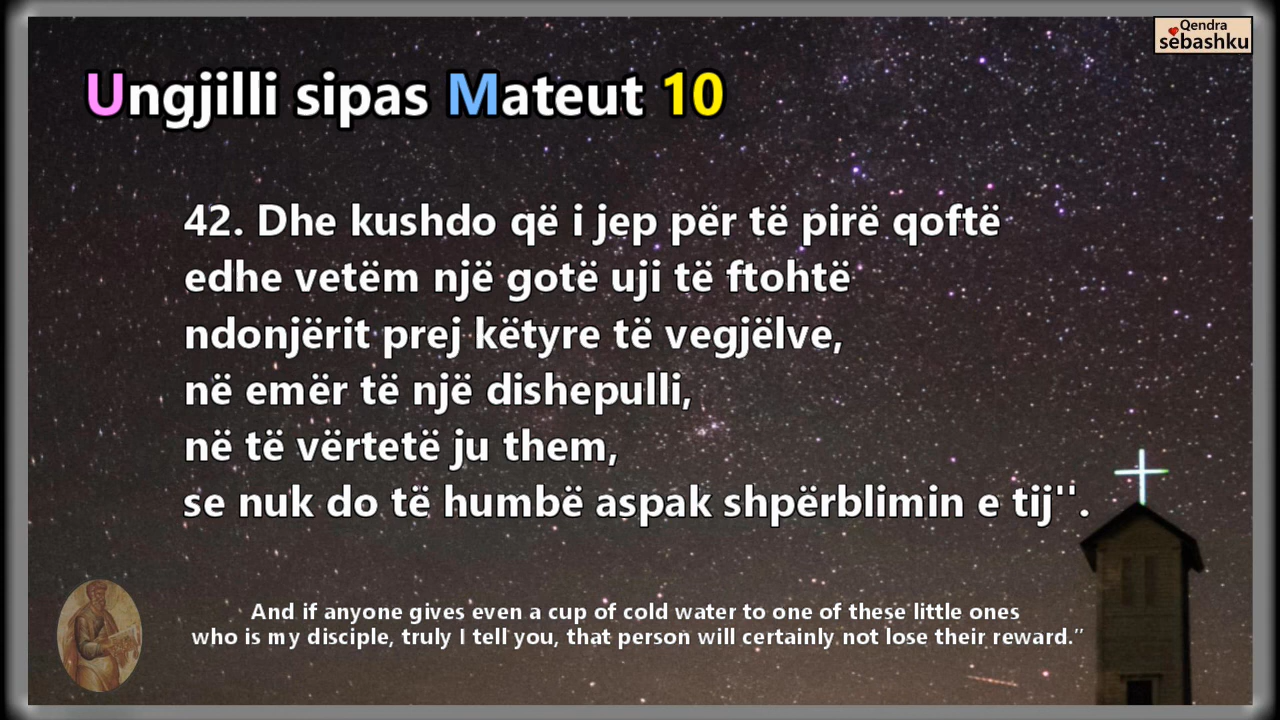 Qendra
sëbashku
Ungjilli sipas Mateut 10
42. Dhe kushdo që i jep për të pirë qoftë
edhe vetëm një gotë uji të ftohtë
ndonjërit prej këtyre të vegjëlve,
në emër të një dishepulli,
në të vërtetë ju them,
se nuk do të humbë aspak shpërblimin e tij''.
And if anyone gives even a cup of cold water to one of these little ones
who is my disciple, truly I tell you, that person will certainly not lose their reward.”